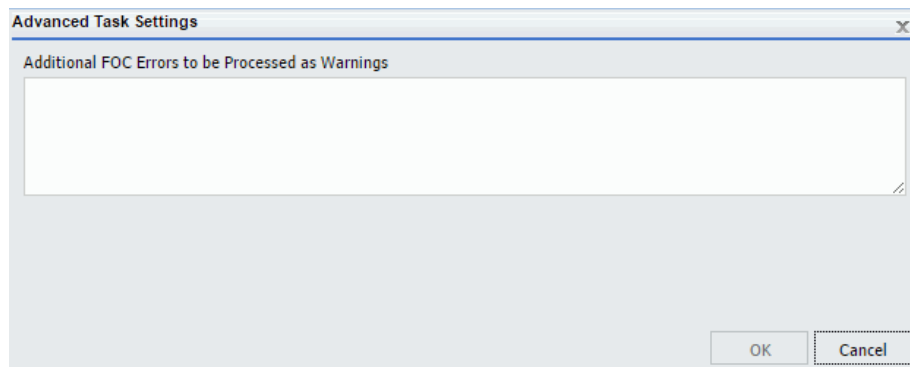 Advanced Task Settings
x
Additional FOC Errors to be Processed as Warnings
OK
Cancel